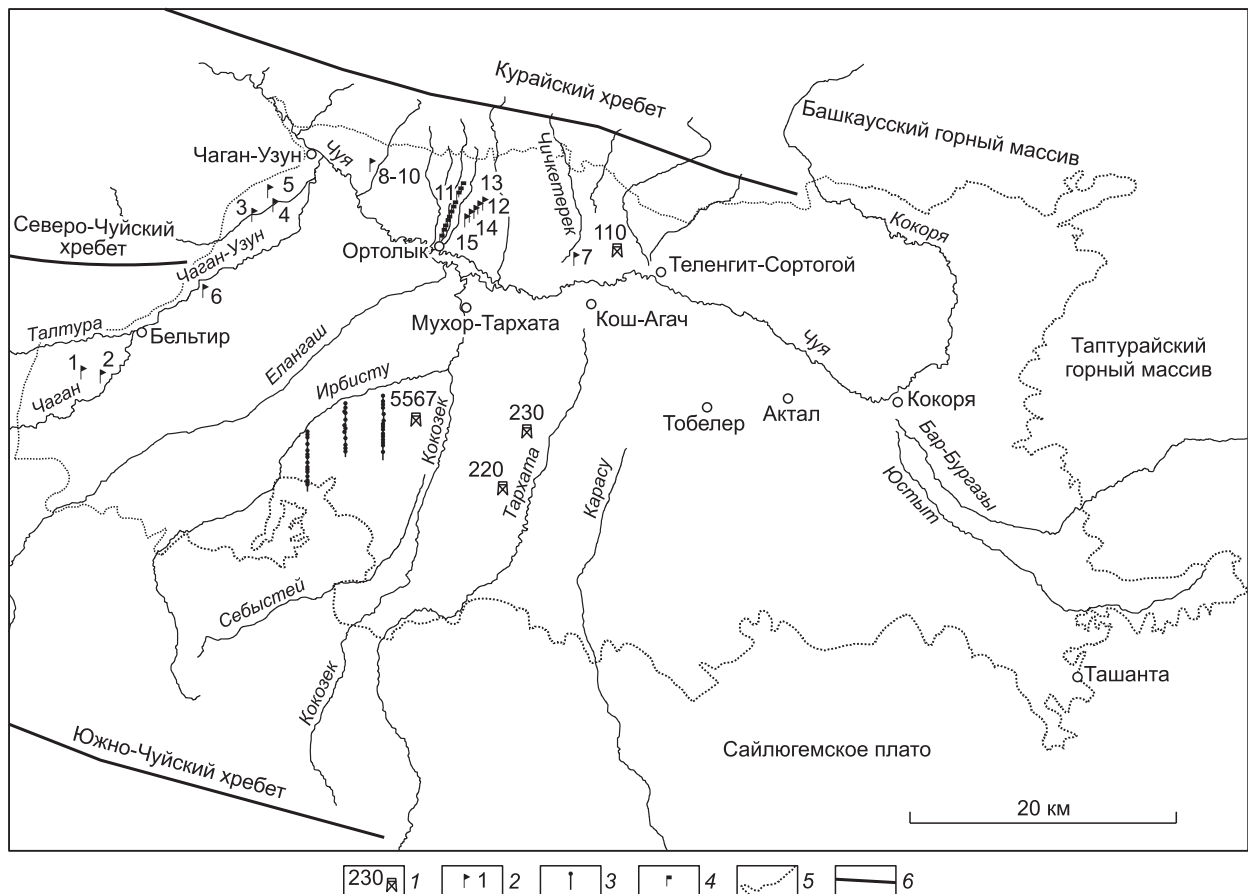 Курайский хребет
Башкаусский горный массив
Чаган-Узун
Чуя
8-10
Чичкетерек
5
3
4
11
13
12
14
15
110
7
Северо-Чуйский
хребет
Чаган-Узун
6
Ортолык
Теленгит-Сортогой
Кокоря
Талтура
Бельтир
Мухор-Тархата
Кош-Агач
Чуя
Таптурайский
горный массив
1
2
Чаган
Елангаш
Ирбисту
5567
Кокозек
230
220
Тархата
Карасу
Тобелер
Актал
Кокоря
Бар-Бургазы
Юстыт
Себыстей
Кокозек
Ташанта
Южно-Чуйский хребет
Сайлюгемское плато
20 км
230 1
1 2
3
4
5
6